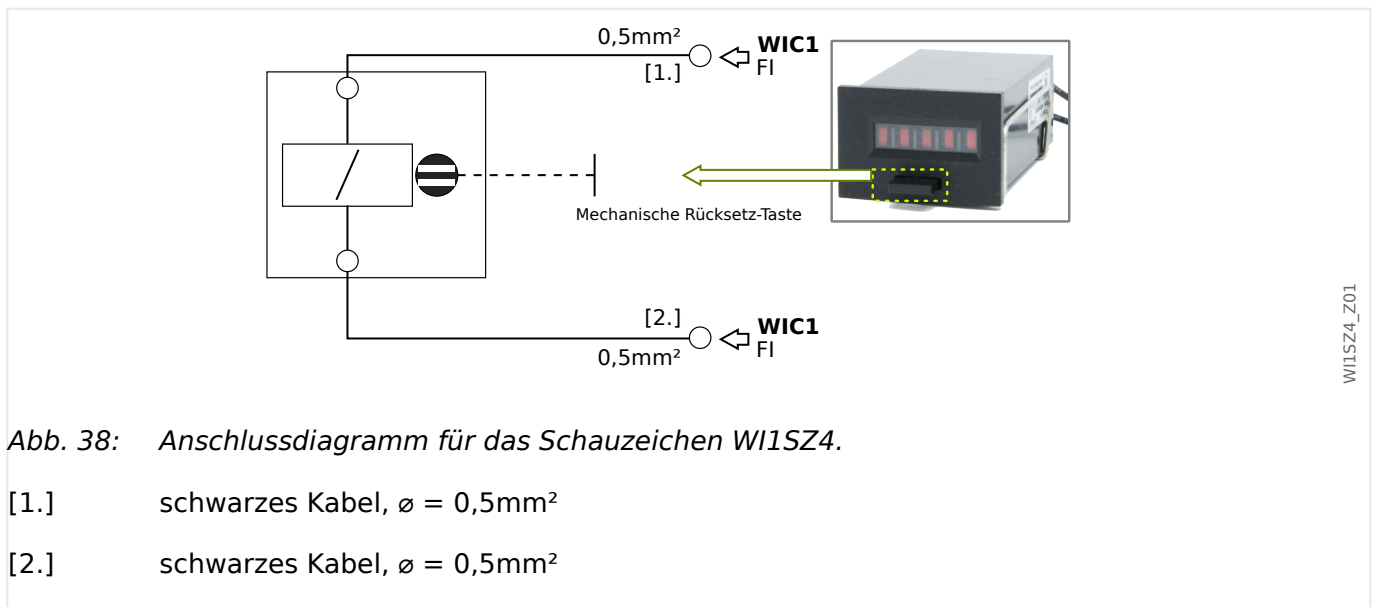 0,5mm²
[1.]
WIC1
FI
Mechanische Rücksetz-Taste
[2.]
0,5mm²
WIC1
FI
WI1SZ4_Z01
Abb. 38: Anschlussdiagramm für das Schauzeichen WI1SZ4.
[1.] schwarzes Kabel, ⌀ = 0,5mm²
[2.] schwarzes Kabel, ⌀ = 0,5mm²